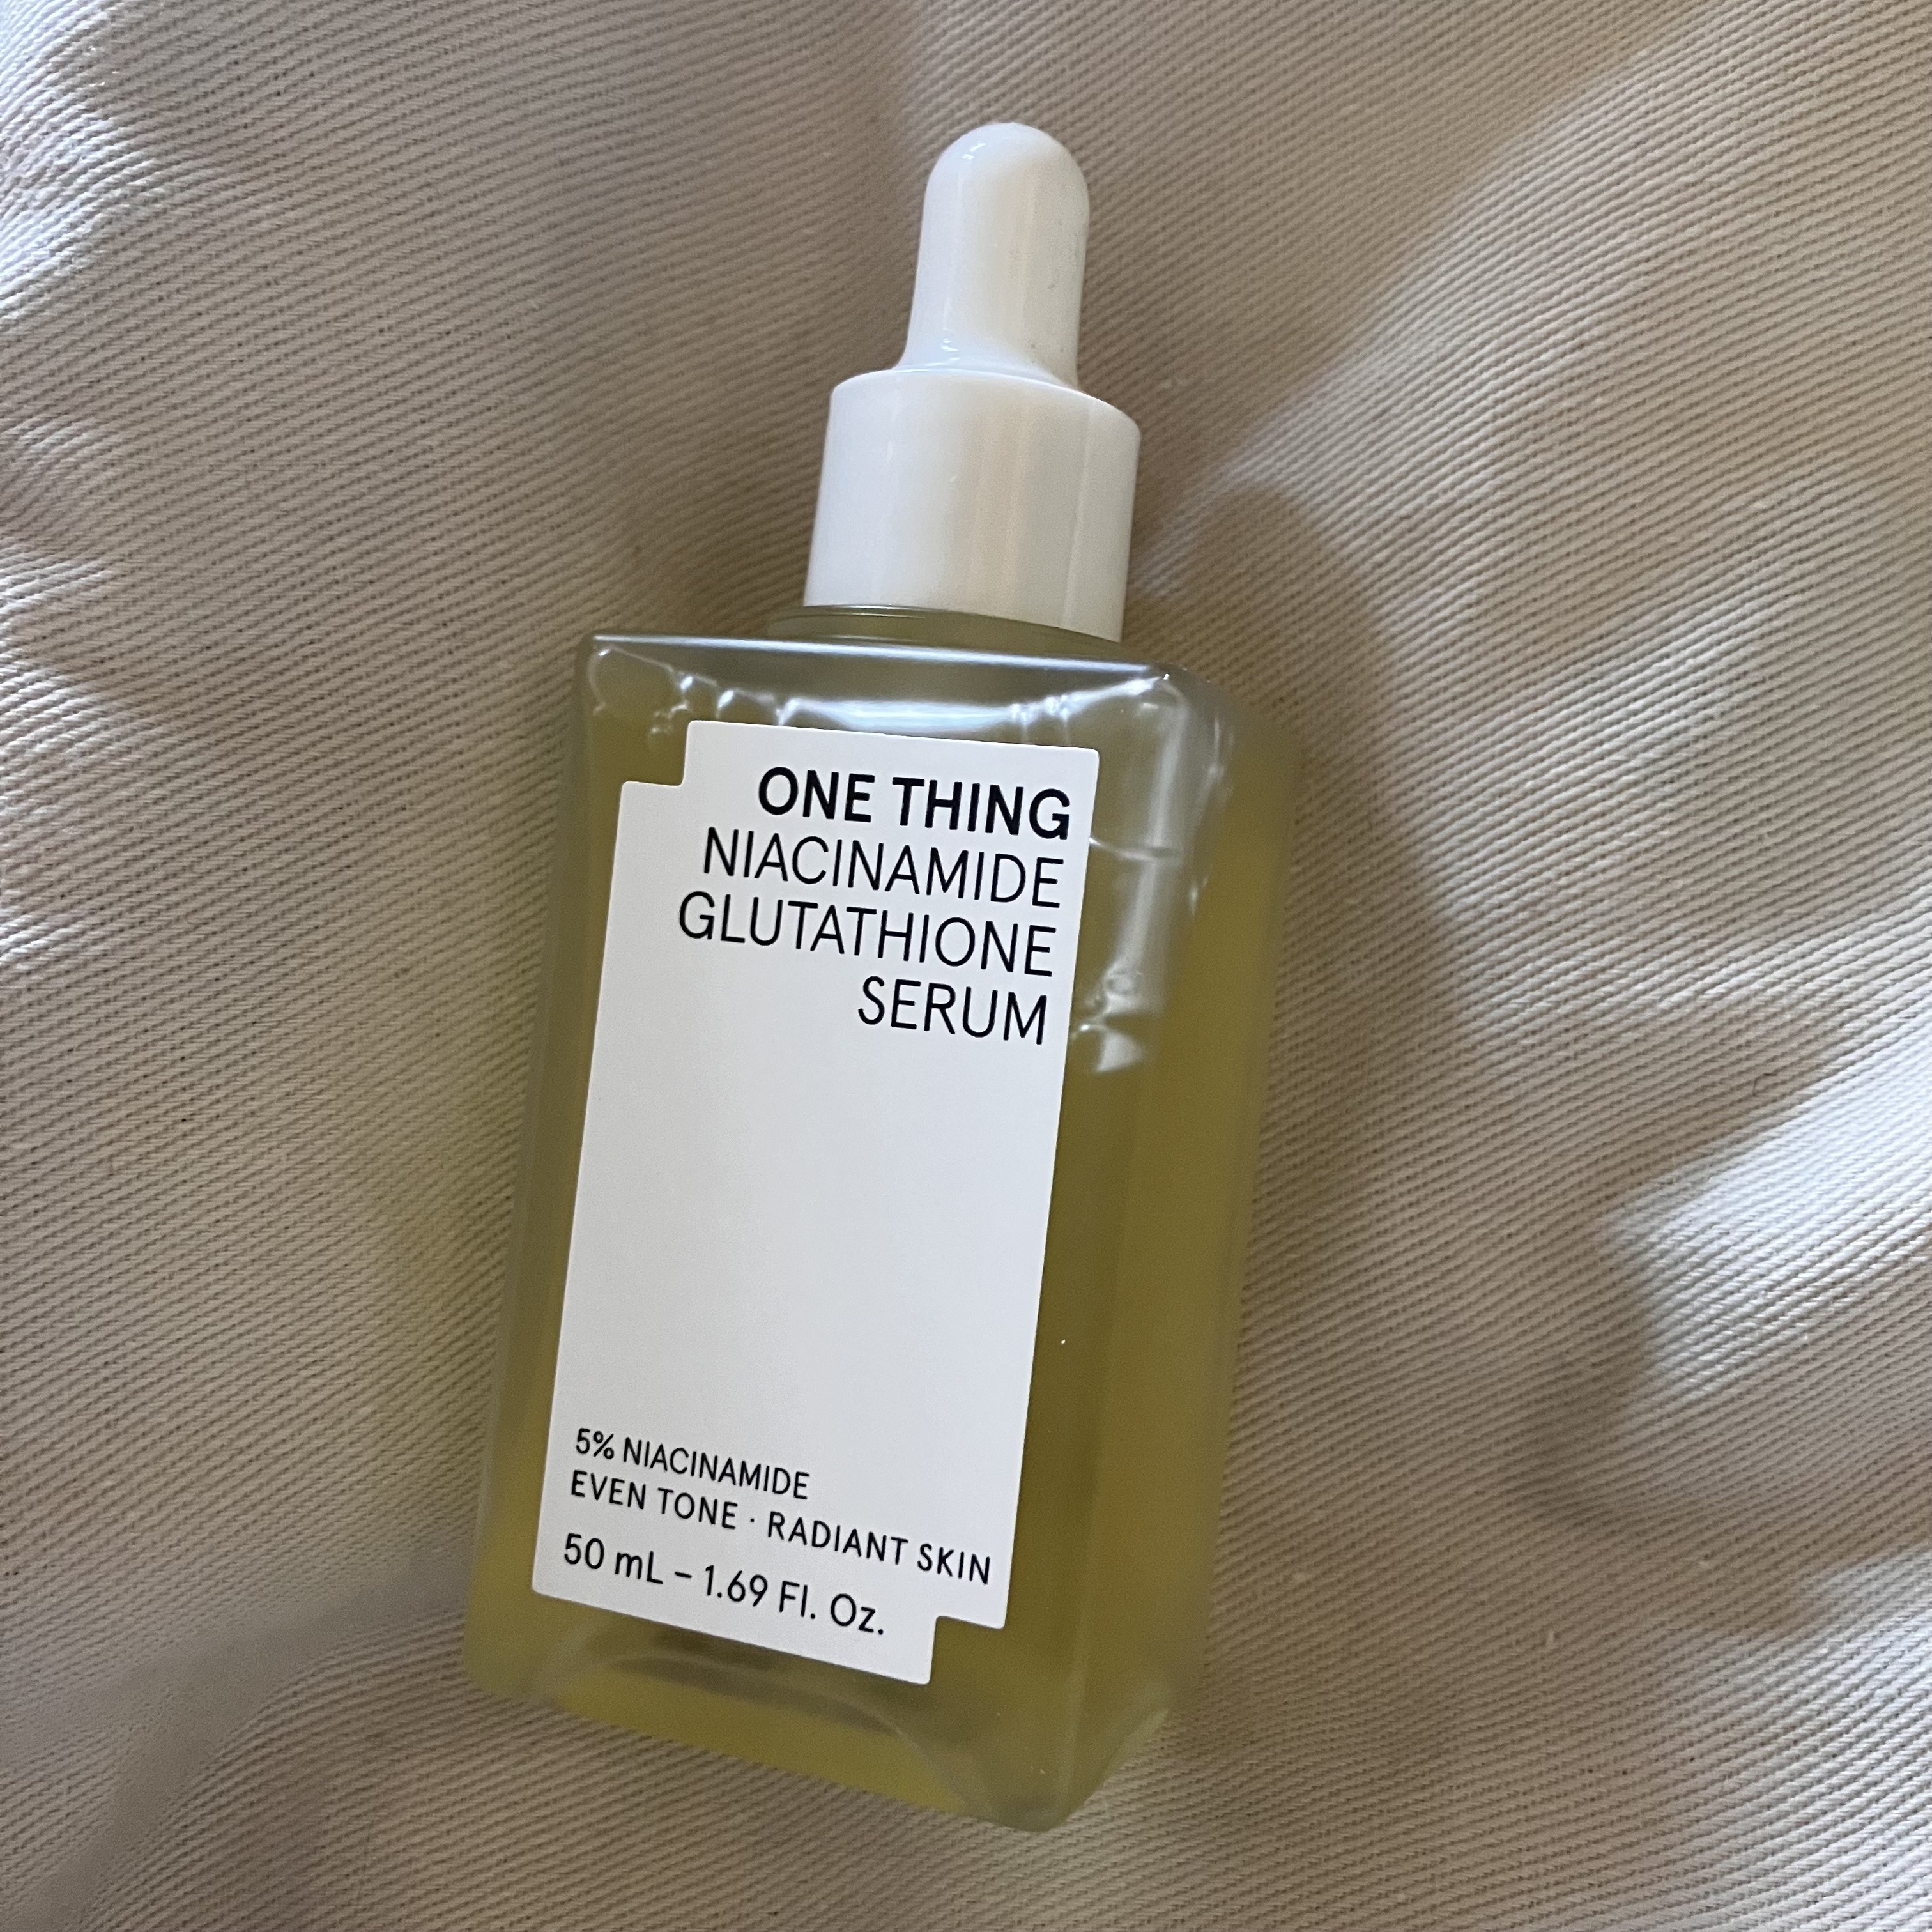 ONE THING
NIACINAMIDE
GLUTATHIONE
SERUM
5% NIACINAMIDE
EVEN TONE · RADIANT SKIN
50 mL – 1.69 Fl. Oz.